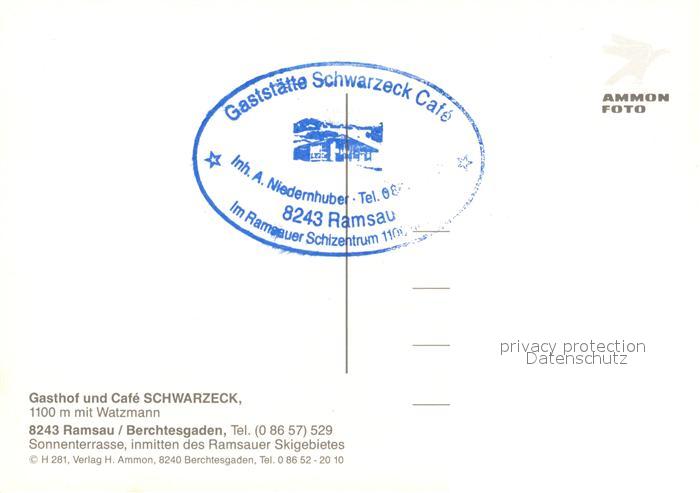 AMMON
FOTO
Gaststätte Schwarzeck Café
Inh. A. Niedernhuber · Tel. 08
8243 Ramsau
Im Ramsauer Schizentrum 1100
privacy protection
Datenschutz
Gasthof und Café SCHWARZECK,
1100 m mit Watzmann
8243 Ramsau / Berchtesgaden, Tel. (0 86 57) 529
Sonnenterrasse, inmitten des Ramsauer Skigebietes
© H 281, Verlag H. Ammon, 8240 Berchtesgaden, Tel. 0 86 52 - 20 10